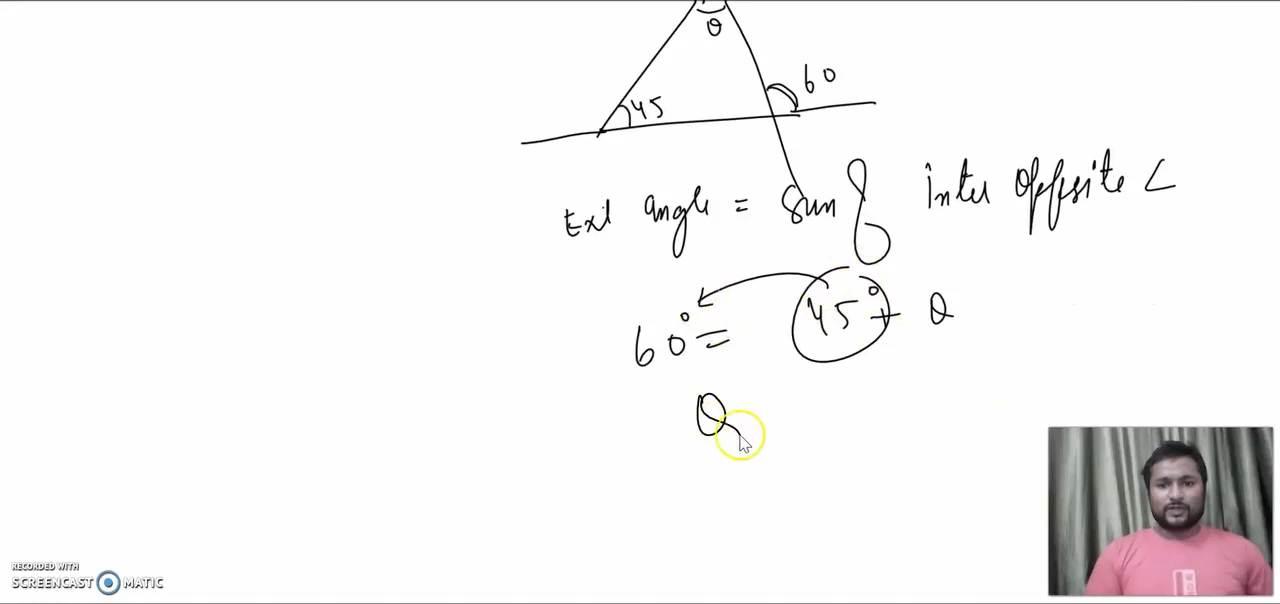 θ
45
60
Ext angle = Sum of inter opposite <
60° = 45° + θ
θ
RECORDED WITH
SCREENCAST MATIC